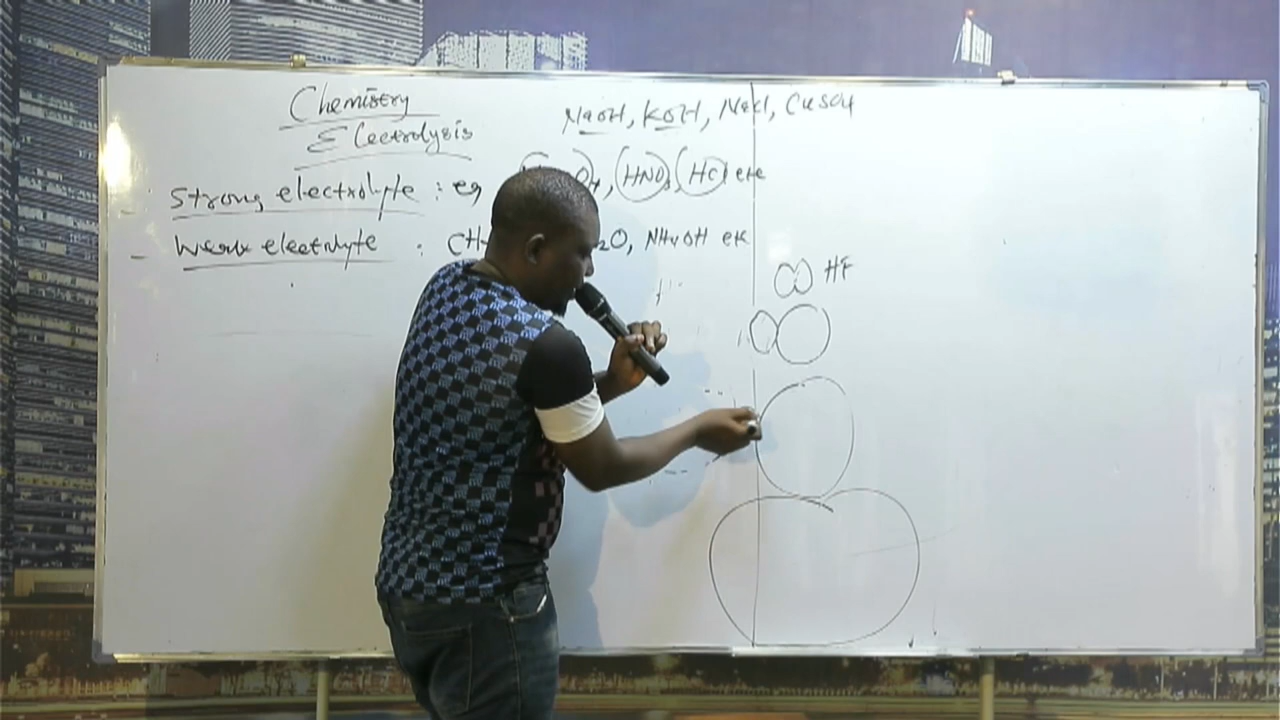 Chemistry
Electrolysis
NaOH, KOH, NaCl, CuSO4
- Strong electrolyte : eg O4, HNO3, HCl etc
- Weak electrolyte : CH 2O, NH4OH etc
HF